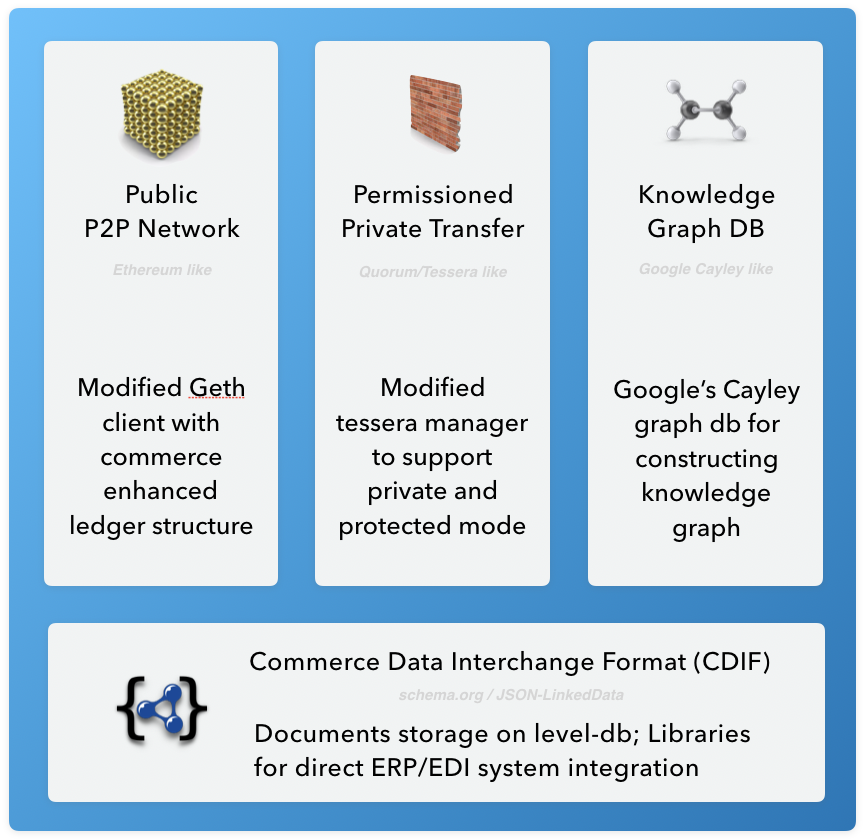 Public
P2P Network
Ethereum like
Modified Geth
client with
commerce
enhanced
ledger structure
Permissioned
Private Transfer
Quorum/Tessera like
Modified
tessera manager
to support
private and
protected mode
Knowledge
Graph DB
Google Cayley like
Google’s Cayley
graph db for
constructing
knowledge
graph
Commerce Data Interchange Format (CDIF)
schema.org / JSON-LinkedData
Documents storage on level-db; Libraries
for direct ERP/EDI system integration